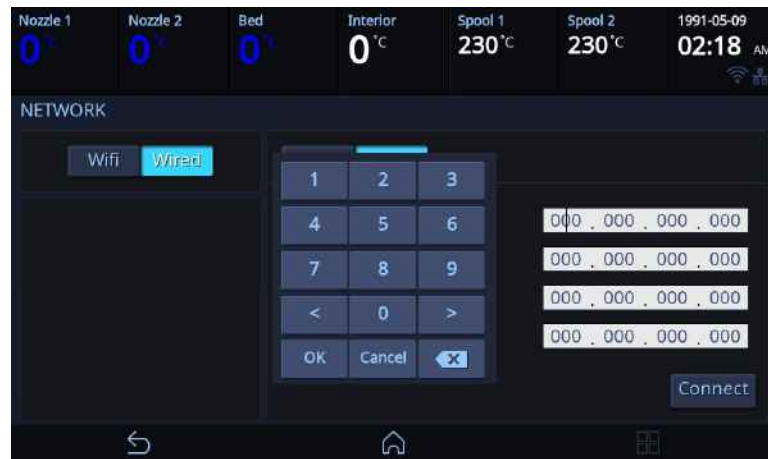 Nozzle 1 Nozzle 2 Bed Interior Spool 1 Spool 2 1991-05-09
0°C 0°C 0°C 0°C 230°C 230°C 02:18 AM
NETWORK
Wifi Wired
1 2 3
4 5 6
7 8 9
< 0 >
OK Cancel
000 . 000 . 000 . 000
000 . 000 . 000 . 000
000 . 000 . 000 . 000
000 . 000 . 000 . 000
Connect